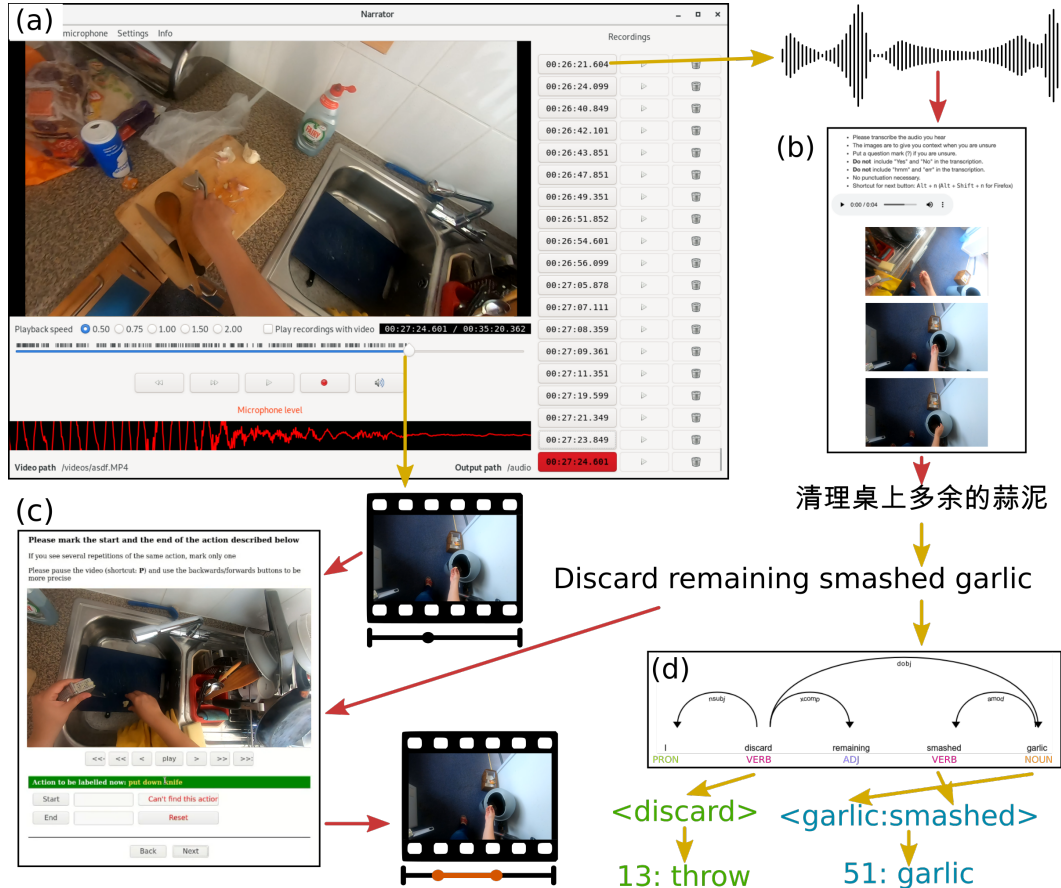 (a)
Narrator
microphone Settings Info
Recordings
00:26:21.604
00:26:24.099
00:26:40.849
00:26:42.101
00:26:43.851
00:26:47.851
00:26:49.351
00:26:51.852
00:26:54.601
00:26:56.099
00:27:05.878
00:27:07.111
00:27:08.359
00:27:09.361
00:27:11.351
00:27:19.599
00:27:21.349
00:27:23.849
00:27:24.601
FAIRY
Playback speed 0.50 0.75 1.00 1.50 2.00 Play recordings with video 00:27:24.601 / 00:35:20.362
Microphone level
Video path /videos/asdf.MP4 Output path /audio
(b)
Please transcribe the audio you hear
The images are to give you context when you are unsure
Put a question mark (?) if you are unsure.
Do not include "Yes" and "No" in the transcription.
Do not include "hmm" and "err" in the transcription.
No punctuation necessary.
Shortcut for next button: Alt + n (Alt + Shift + n for Firefox)
0:00 / 0:04
清理桌上多余的蒜泥
Discard remaining smashed garlic
(c)
Please mark the start and the end of the action described below
If you see several repetitions of the same action, mark only one
Please pause the video (shortcut: P) and use the backwards/forwards buttons to be
more precise
<<< << < play > >> >>>
Action to be labelled now: put down knife
Start Can't find this action
End Reset
Back Next
(d)
dobj
nsubj xcomp amod
I discard remaining smashed garlic
PRON VERB ADJ VERB NOUN
<discard> <garlic:smashed>
13: throw 51: garlic